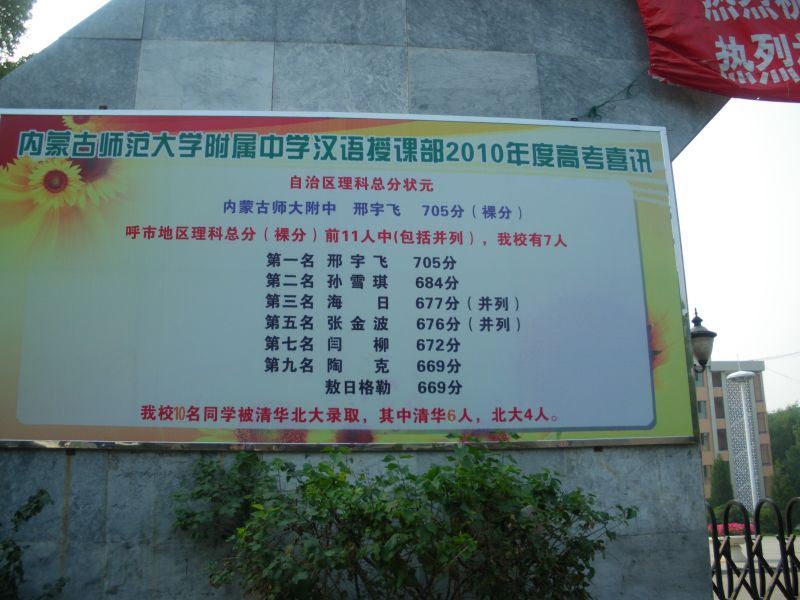 热烈
热列
内蒙古师范大学附属中学汉语授课部2010年度高考喜讯
自治区理科总分状元
内蒙古师大附中 邢宇飞 705分(裸分)
呼市地区理科总分(裸分)前11人中(包括并列),我校有7人
第一名 邢宇飞 705分
第二名 孙雪琪 684分
第三名 海日 677分(并列)
第五名 张金波 676分(并列)
第七名 闫柳 672分
第九名 陶克 669分
敖日格勒 669分
我校10名同学被清华北大录取,其中清华6人,北大4人。